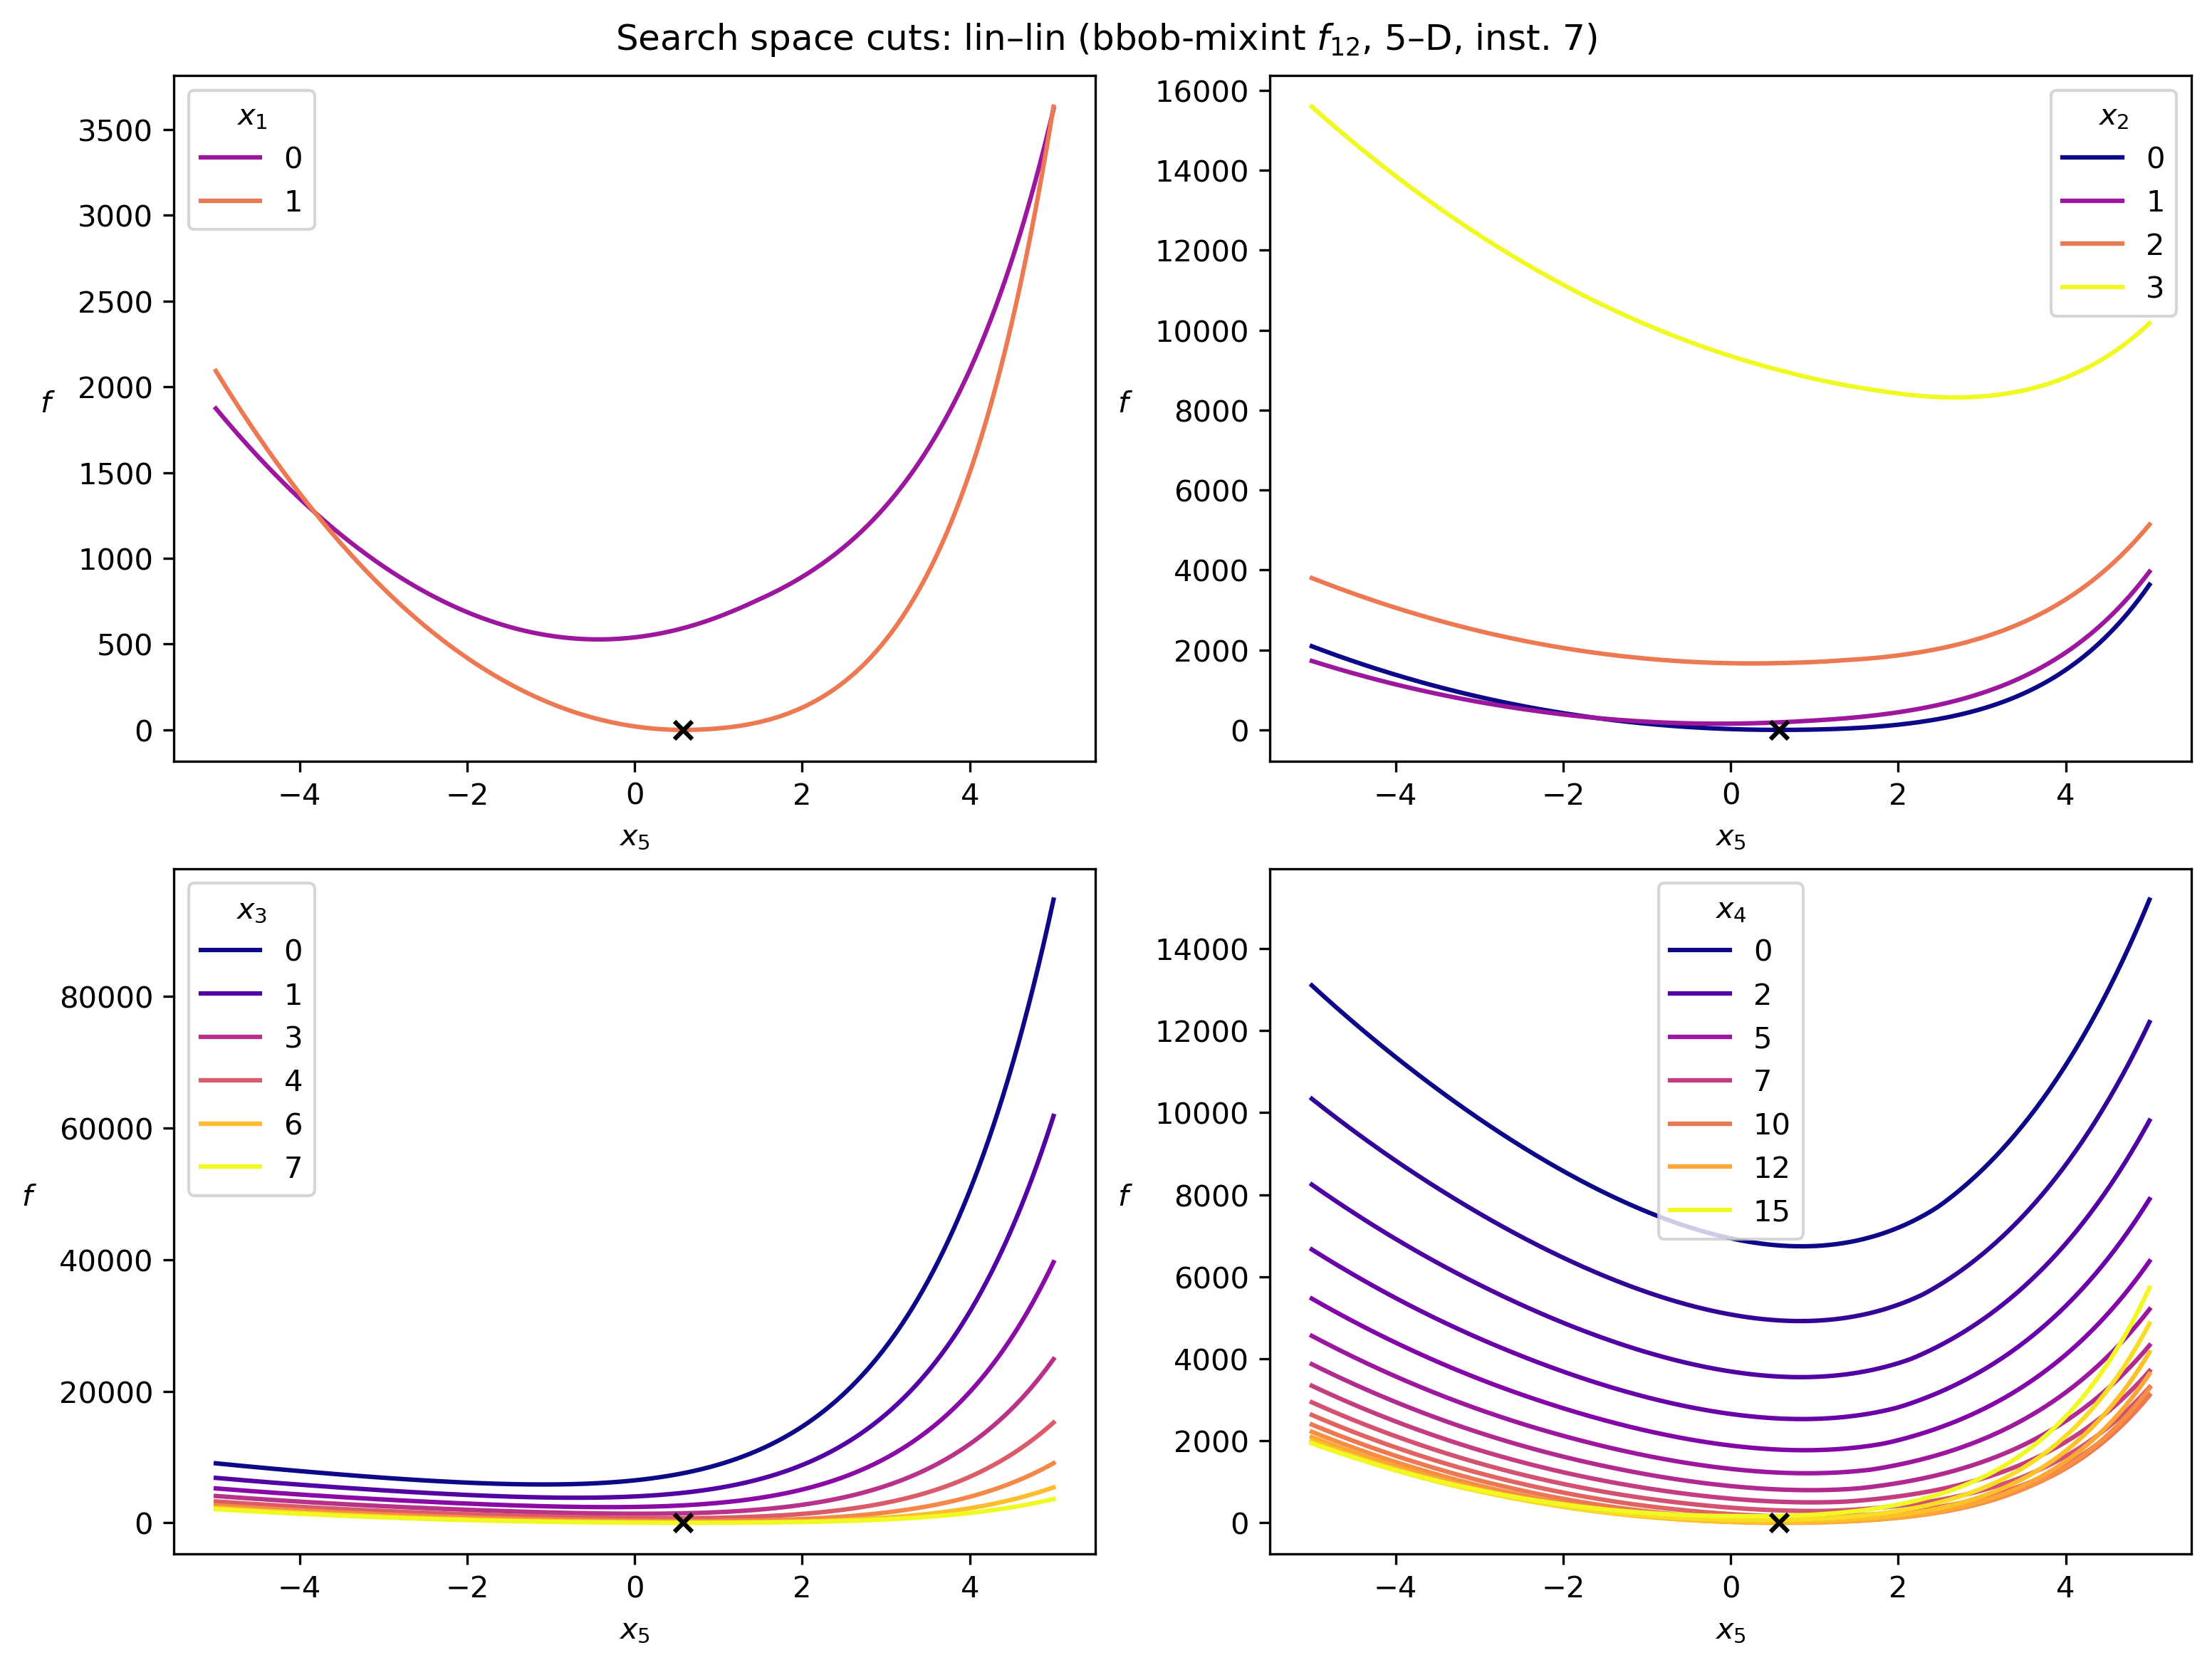 Search space cuts: lin–lin (bbob-mixint f₁₂, 5–D, inst. 7)
x₁
0
1
3500
3000
2500
2000
1500
1000
500
0
f
−4 −2 0 2 4
x₅
x₂
0
1
2
3
16000
14000
12000
10000
8000
6000
4000
2000
0
f
−4 −2 0 2 4
x₅
x₃
0
1
3
4
6
7
80000
60000
40000
20000
0
f
−4 −2 0 2 4
x₅
x₄
0
2
5
7
10
12
15
14000
12000
10000
8000
6000
4000
2000
0
f
−4 −2 0 2 4
x₅